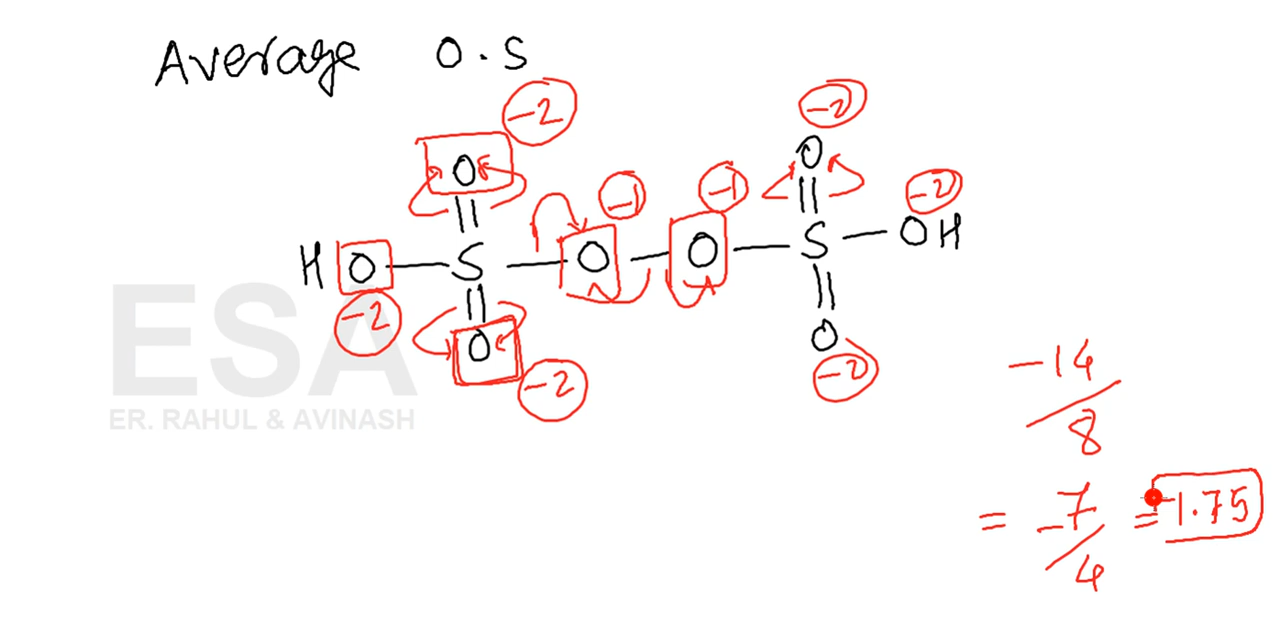 Average O.S
-2 -2
O O
-1 -1 -2
H O S O O S OH
-2
O O
-2 -2
ESA
ER. RAHUL & AVINASH
-14
8
= -7 = -1.75
4